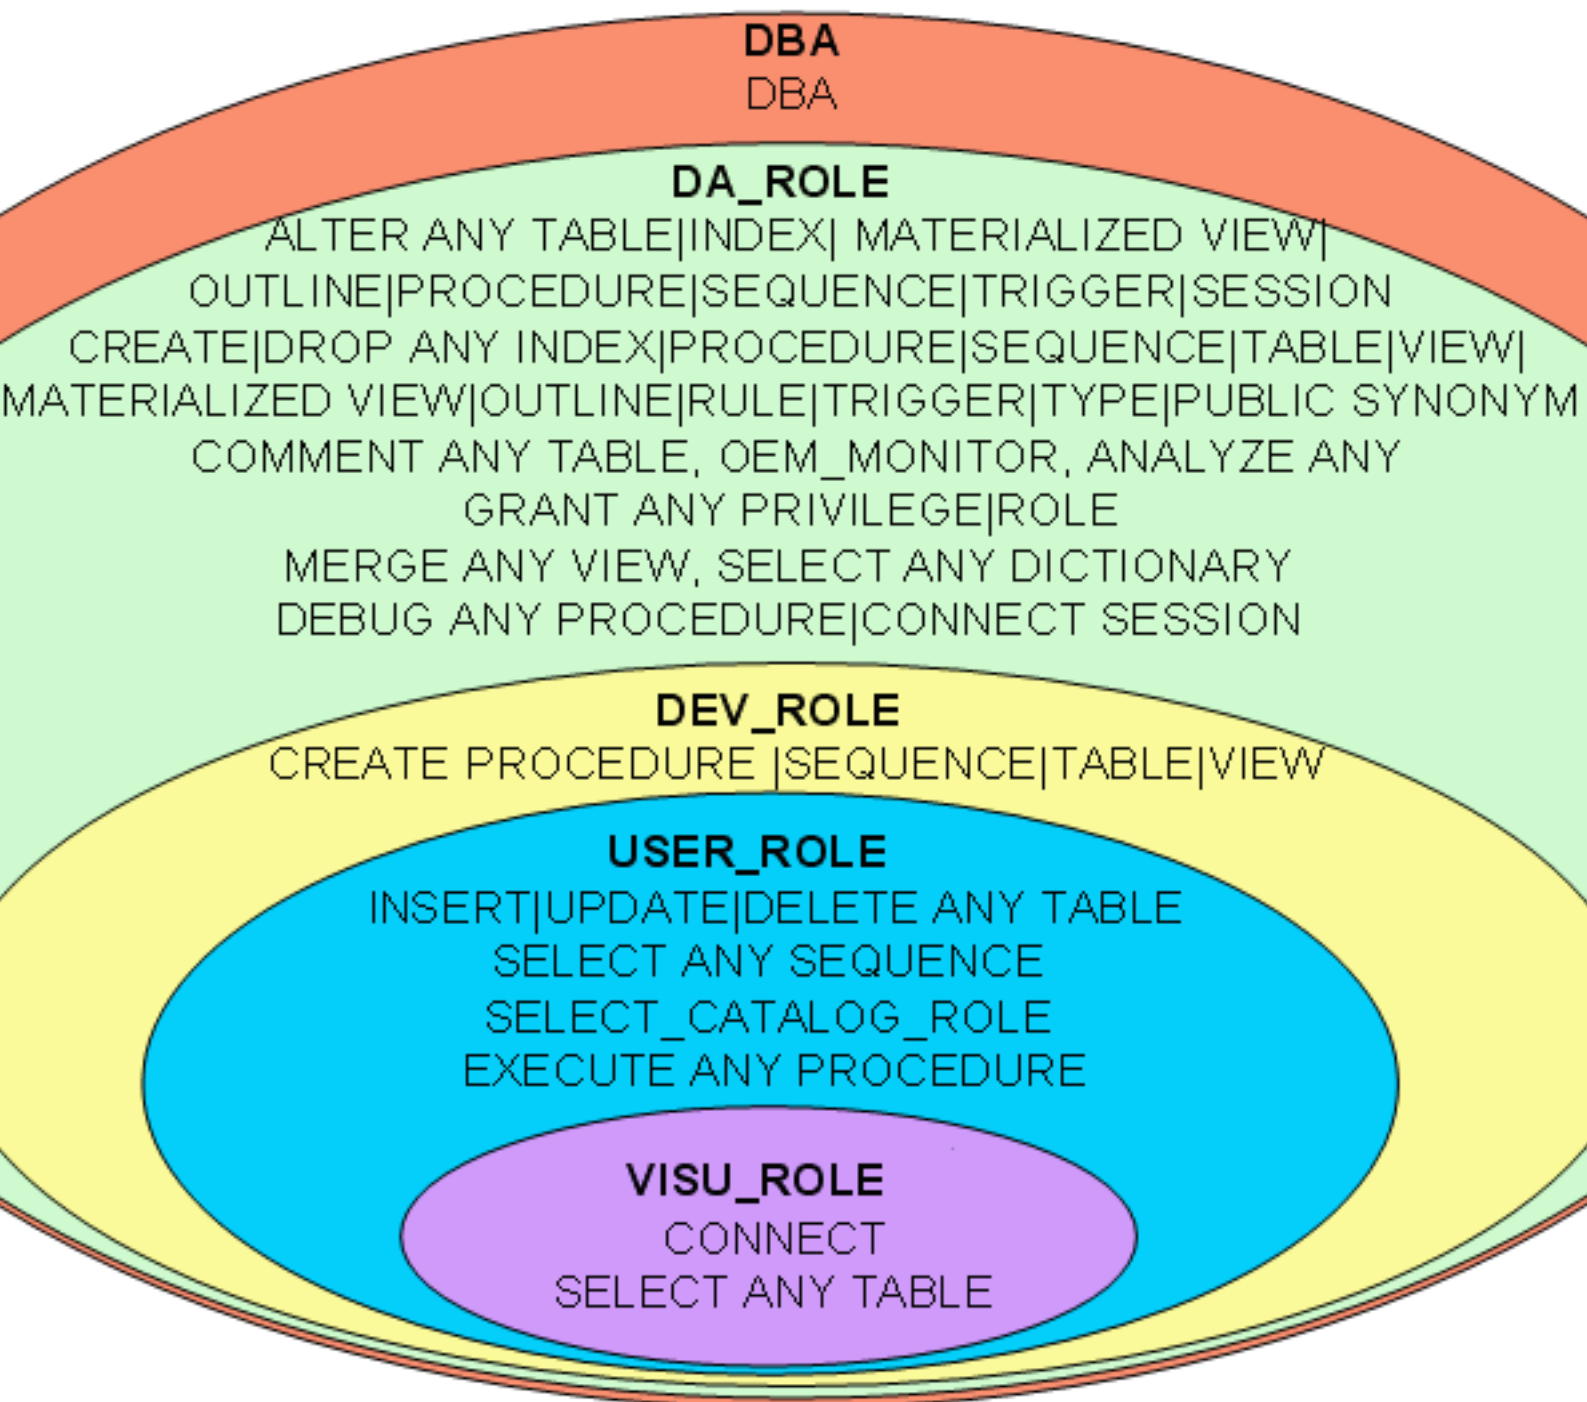 DBA
DBA
DA_ROLE
ALTER ANY TABLE|INDEX| MATERIALIZED VIEW|
OUTLINE|PROCEDURE|SEQUENCE|TRIGGER|SESSION
CREATE|DROP ANY INDEX|PROCEDURE|SEQUENCE|TABLE|VIEW|
MATERIALIZED VIEW|OUTLINE|RULE|TRIGGER|TYPE|PUBLIC SYNONYM
COMMENT ANY TABLE, OEM_MONITOR, ANALYZE ANY
GRANT ANY PRIVILEGE|ROLE
MERGE ANY VIEW, SELECT ANY DICTIONARY
DEBUG ANY PROCEDURE|CONNECT SESSION
DEV_ROLE
CREATE PROCEDURE |SEQUENCE|TABLE|VIEW
USER_ROLE
INSERT|UPDATE|DELETE ANY TABLE
SELECT ANY SEQUENCE
SELECT_CATALOG_ROLE
EXECUTE ANY PROCEDURE
VISU_ROLE
CONNECT
SELECT ANY TABLE